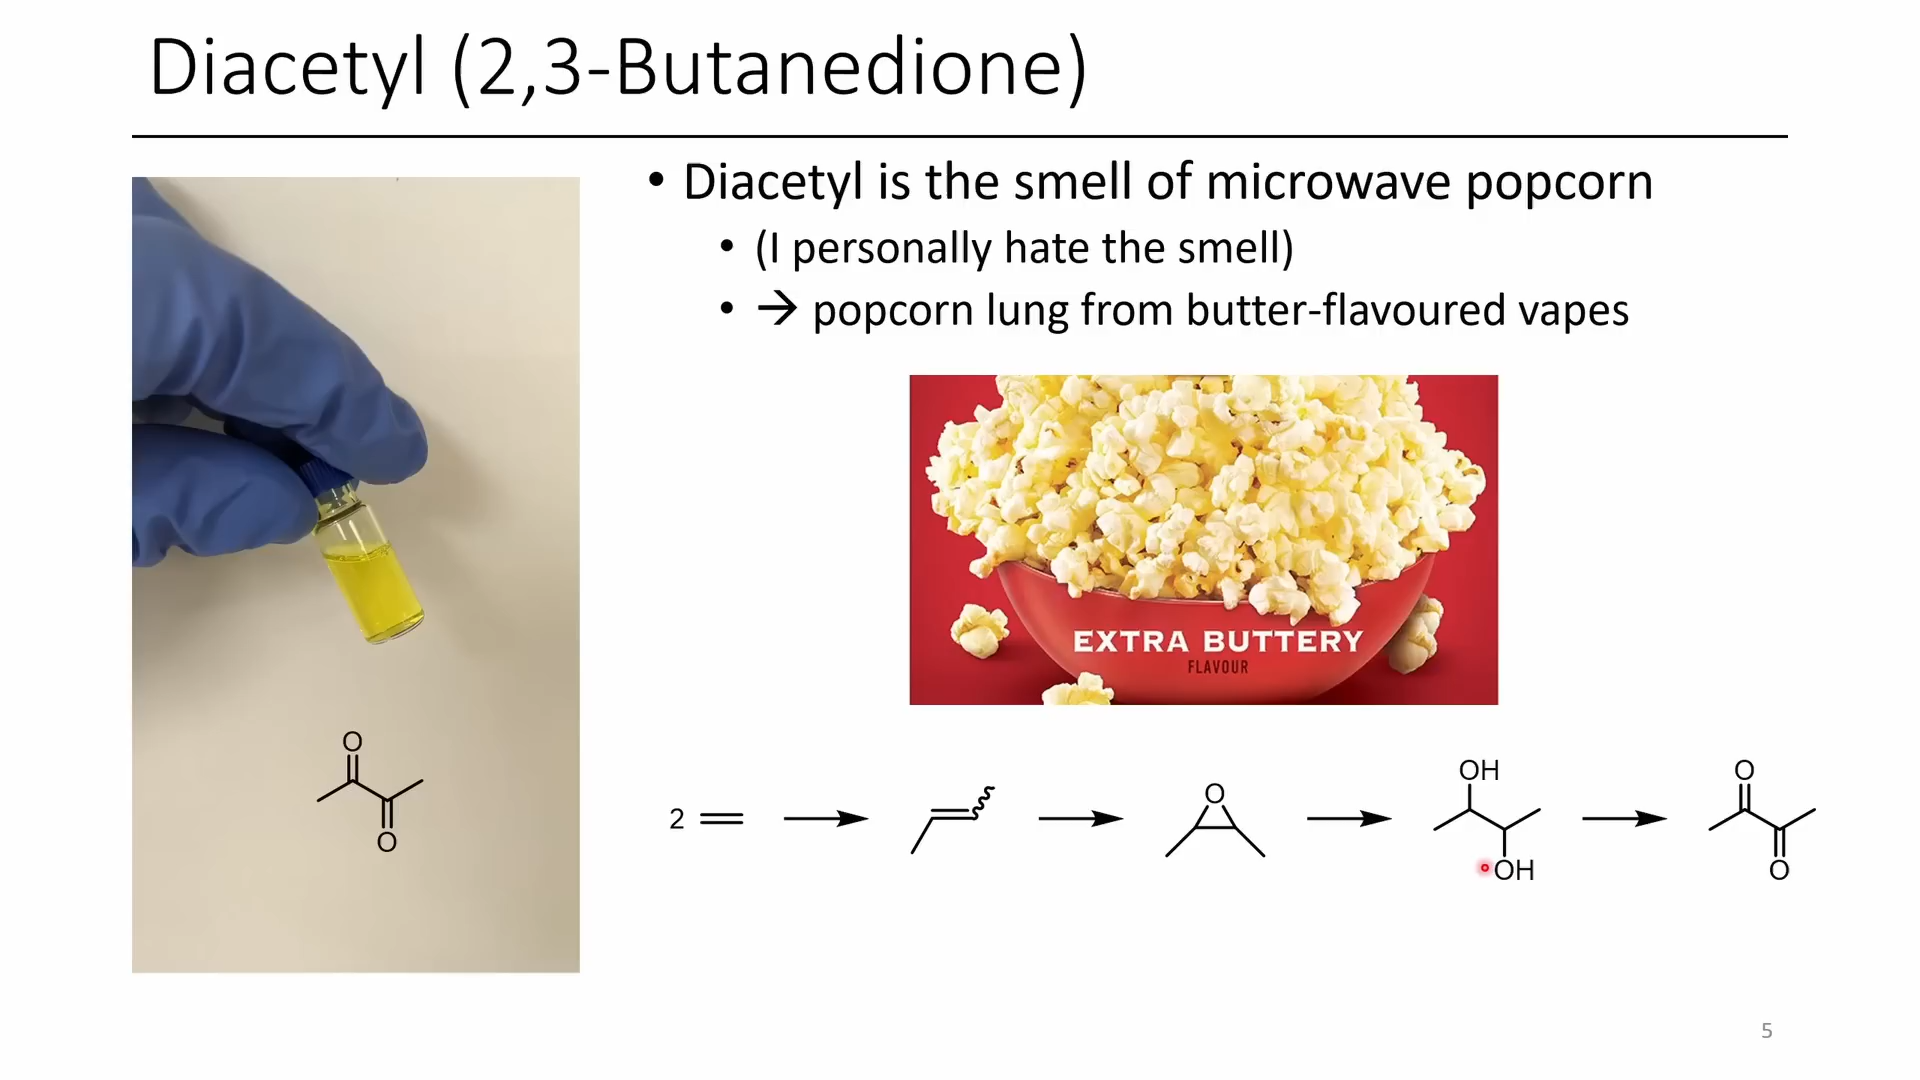 Diacetyl (2,3-Butanedione)
• Diacetyl is the smell of microwave popcorn
• (I personally hate the smell)
• → popcorn lung from butter-flavoured vapes
EXTRA BUTTERY
FLAVOUR
O
O
2
O
OH
OH
O
O
5